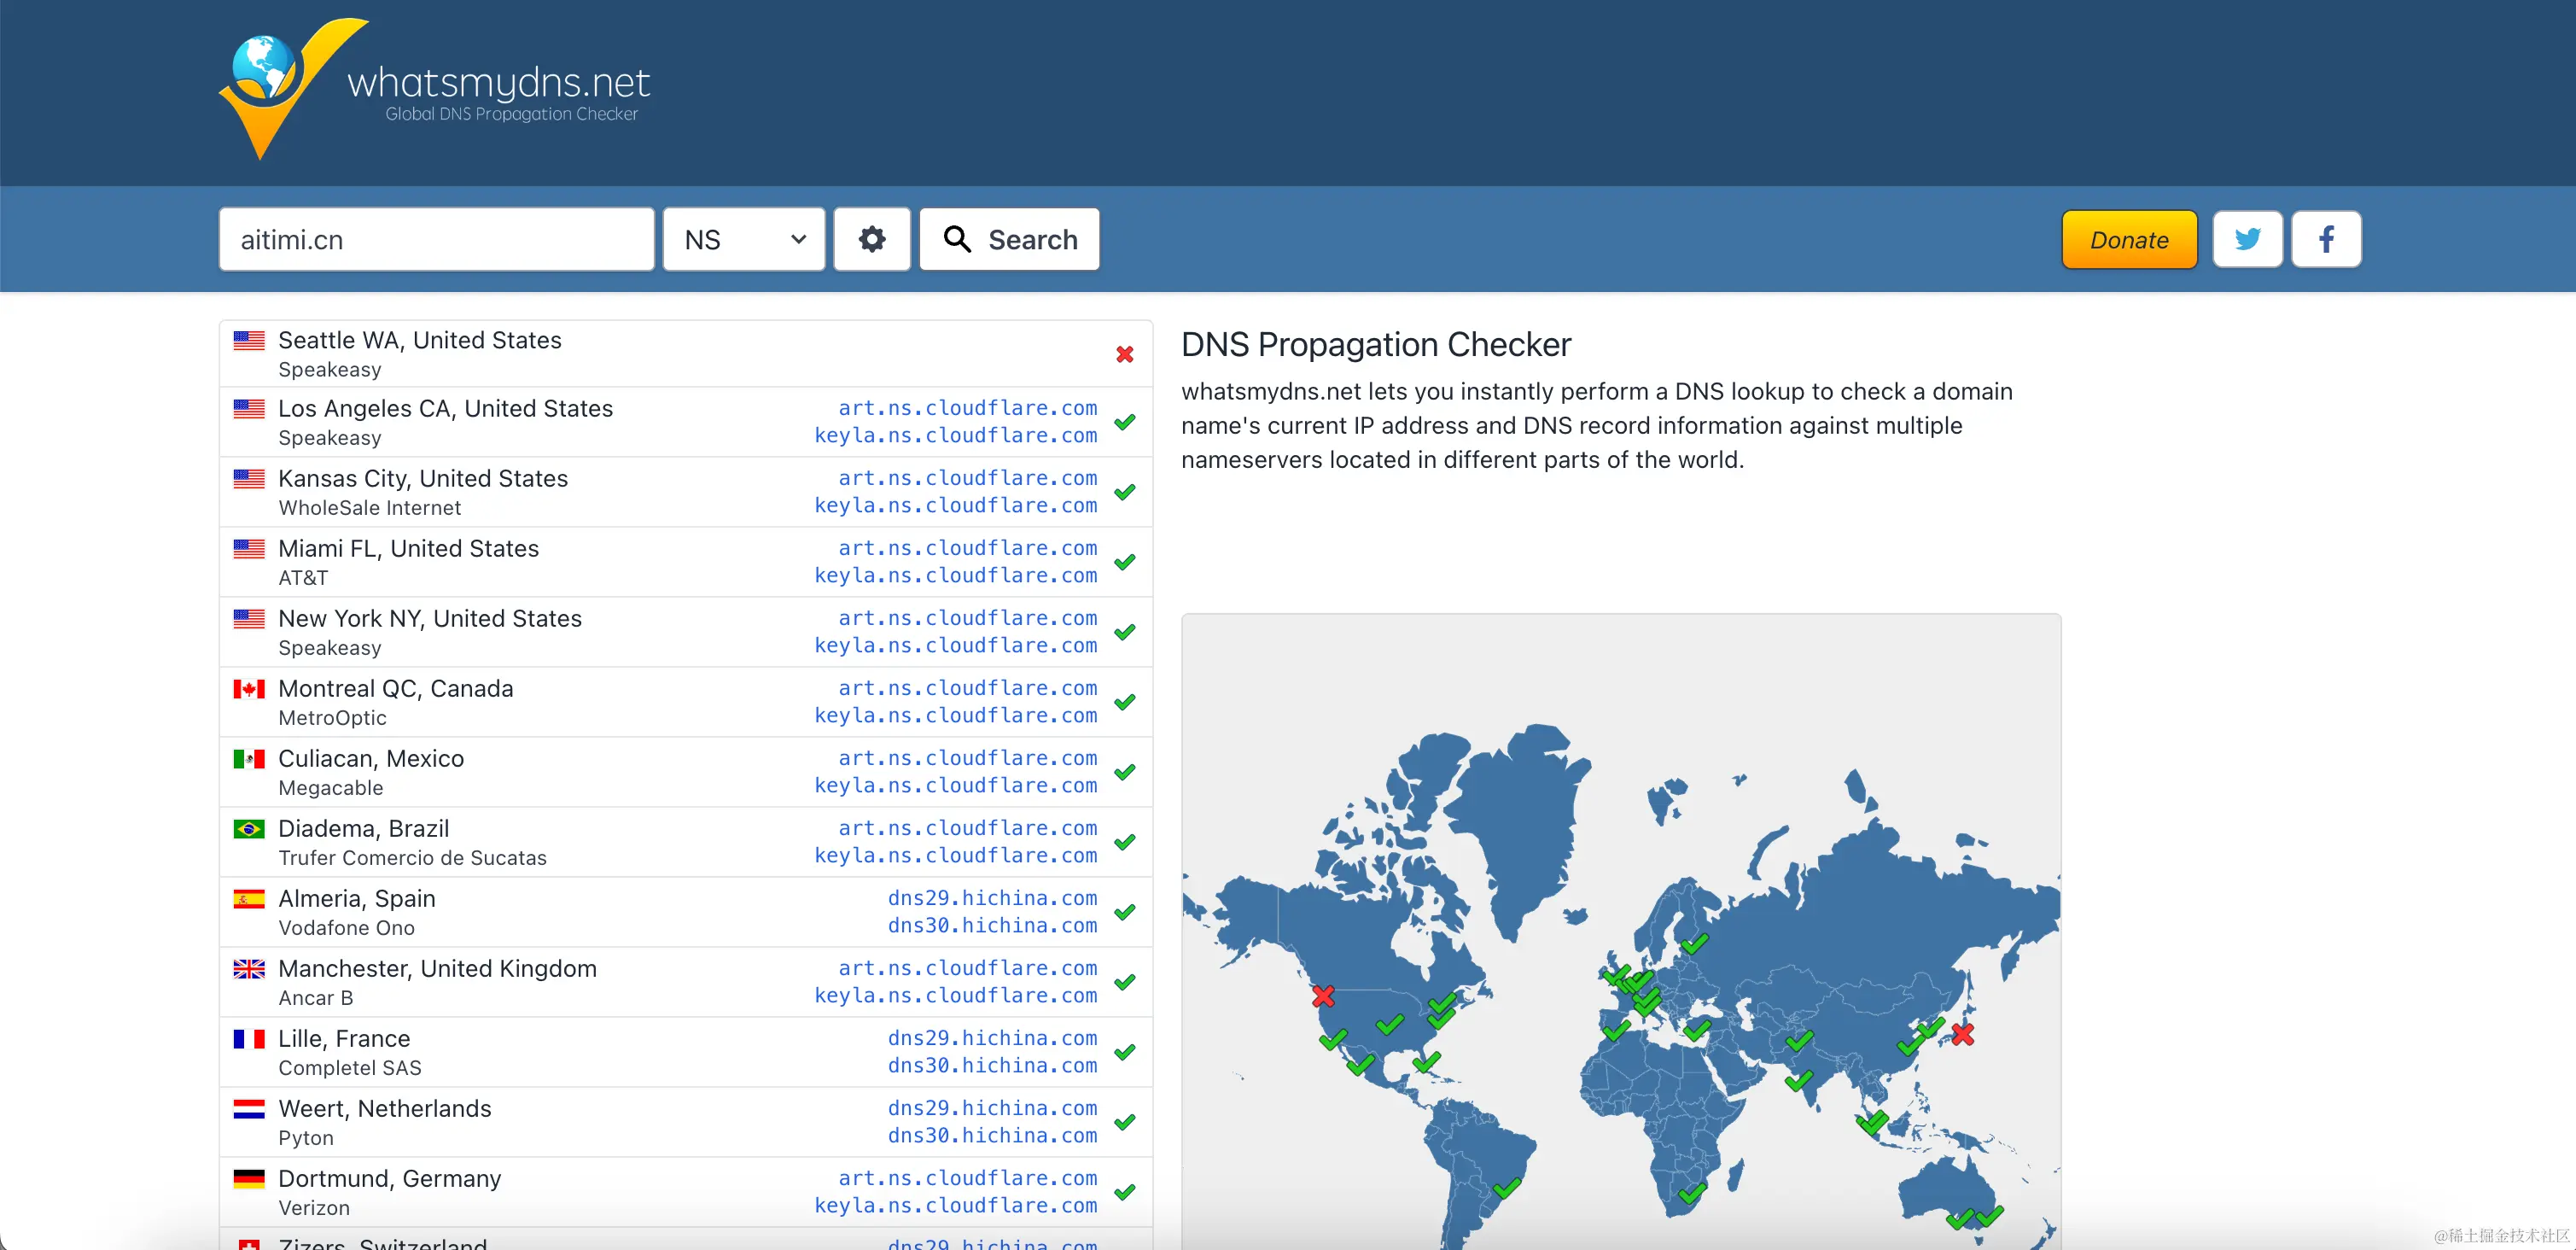 whatsmydns.net
Global DNS Propagation Checker
aitimi.cn
NS
Search
Donate
Seattle WA, United States
Speakeasy
Los Angeles CA, United States
Speakeasy
art.ns.cloudflare.com
keyla.ns.cloudflare.com
Kansas City, United States
WholeSale Internet
art.ns.cloudflare.com
keyla.ns.cloudflare.com
Miami FL, United States
AT&T
art.ns.cloudflare.com
keyla.ns.cloudflare.com
New York NY, United States
Speakeasy
art.ns.cloudflare.com
keyla.ns.cloudflare.com
Montreal QC, Canada
MetroOptic
art.ns.cloudflare.com
keyla.ns.cloudflare.com
Culiacan, Mexico
Megacable
art.ns.cloudflare.com
keyla.ns.cloudflare.com
Diadema, Brazil
Trufer Comercio de Sucatas
art.ns.cloudflare.com
keyla.ns.cloudflare.com
Almeria, Spain
Vodafone Ono
dns29.hichina.com
dns30.hichina.com
Manchester, United Kingdom
Ancar B
art.ns.cloudflare.com
keyla.ns.cloudflare.com
Lille, France
Completel SAS
dns29.hichina.com
dns30.hichina.com
Weert, Netherlands
Pyton
dns29.hichina.com
dns30.hichina.com
Dortmund, Germany
Verizon
art.ns.cloudflare.com
keyla.ns.cloudflare.com
Zizers, Switzerland
dns29.hichina.com
DNS Propagation Checker
whatsmydns.net lets you instantly perform a DNS lookup to check a domain
name's current IP address and DNS record information against multiple
nameservers located in different parts of the world.
@稀土掘金技术社区